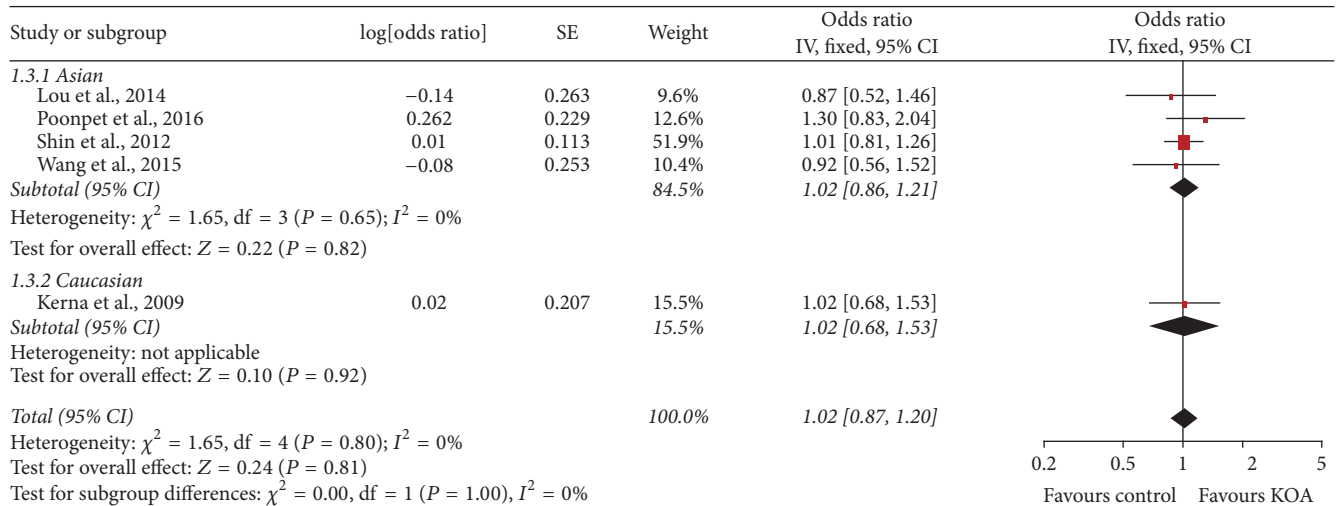 Study or subgroup log[odds ratio] SE Weight Odds ratio IV, fixed, 95% CI Odds ratio IV, fixed, 95% CI
1.3.1 Asian
Lou et al., 2014 −0.14 0.263 9.6% 0.87 [0.52, 1.46]
Poonpet et al., 2016 0.262 0.229 12.6% 1.30 [0.83, 2.04]
Shin et al., 2012 0.01 0.113 51.9% 1.01 [0.81, 1.26]
Wang et al., 2015 −0.08 0.253 10.4% 0.92 [0.56, 1.52]
Subtotal (95% CI) 84.5% 1.02 [0.86, 1.21]
Heterogeneity: χ² = 1.65, df = 3 (P = 0.65); I² = 0%
Test for overall effect: Z = 0.22 (P = 0.82)
1.3.2 Caucasian
Kerna et al., 2009 0.02 0.207 15.5% 1.02 [0.68, 1.53]
Subtotal (95% CI) 15.5% 1.02 [0.68, 1.53]
Heterogeneity: not applicable
Test for overall effect: Z = 0.10 (P = 0.92)
Total (95% CI) 100.0% 1.02 [0.87, 1.20]
Heterogeneity: χ² = 1.65, df = 4 (P = 0.80); I² = 0%
Test for overall effect: Z = 0.24 (P = 0.81)
Test for subgroup differences: χ² = 0.00, df = 1 (P = 1.00), I² = 0%
0.2 0.5 1 2 5
Favours control Favours KOA